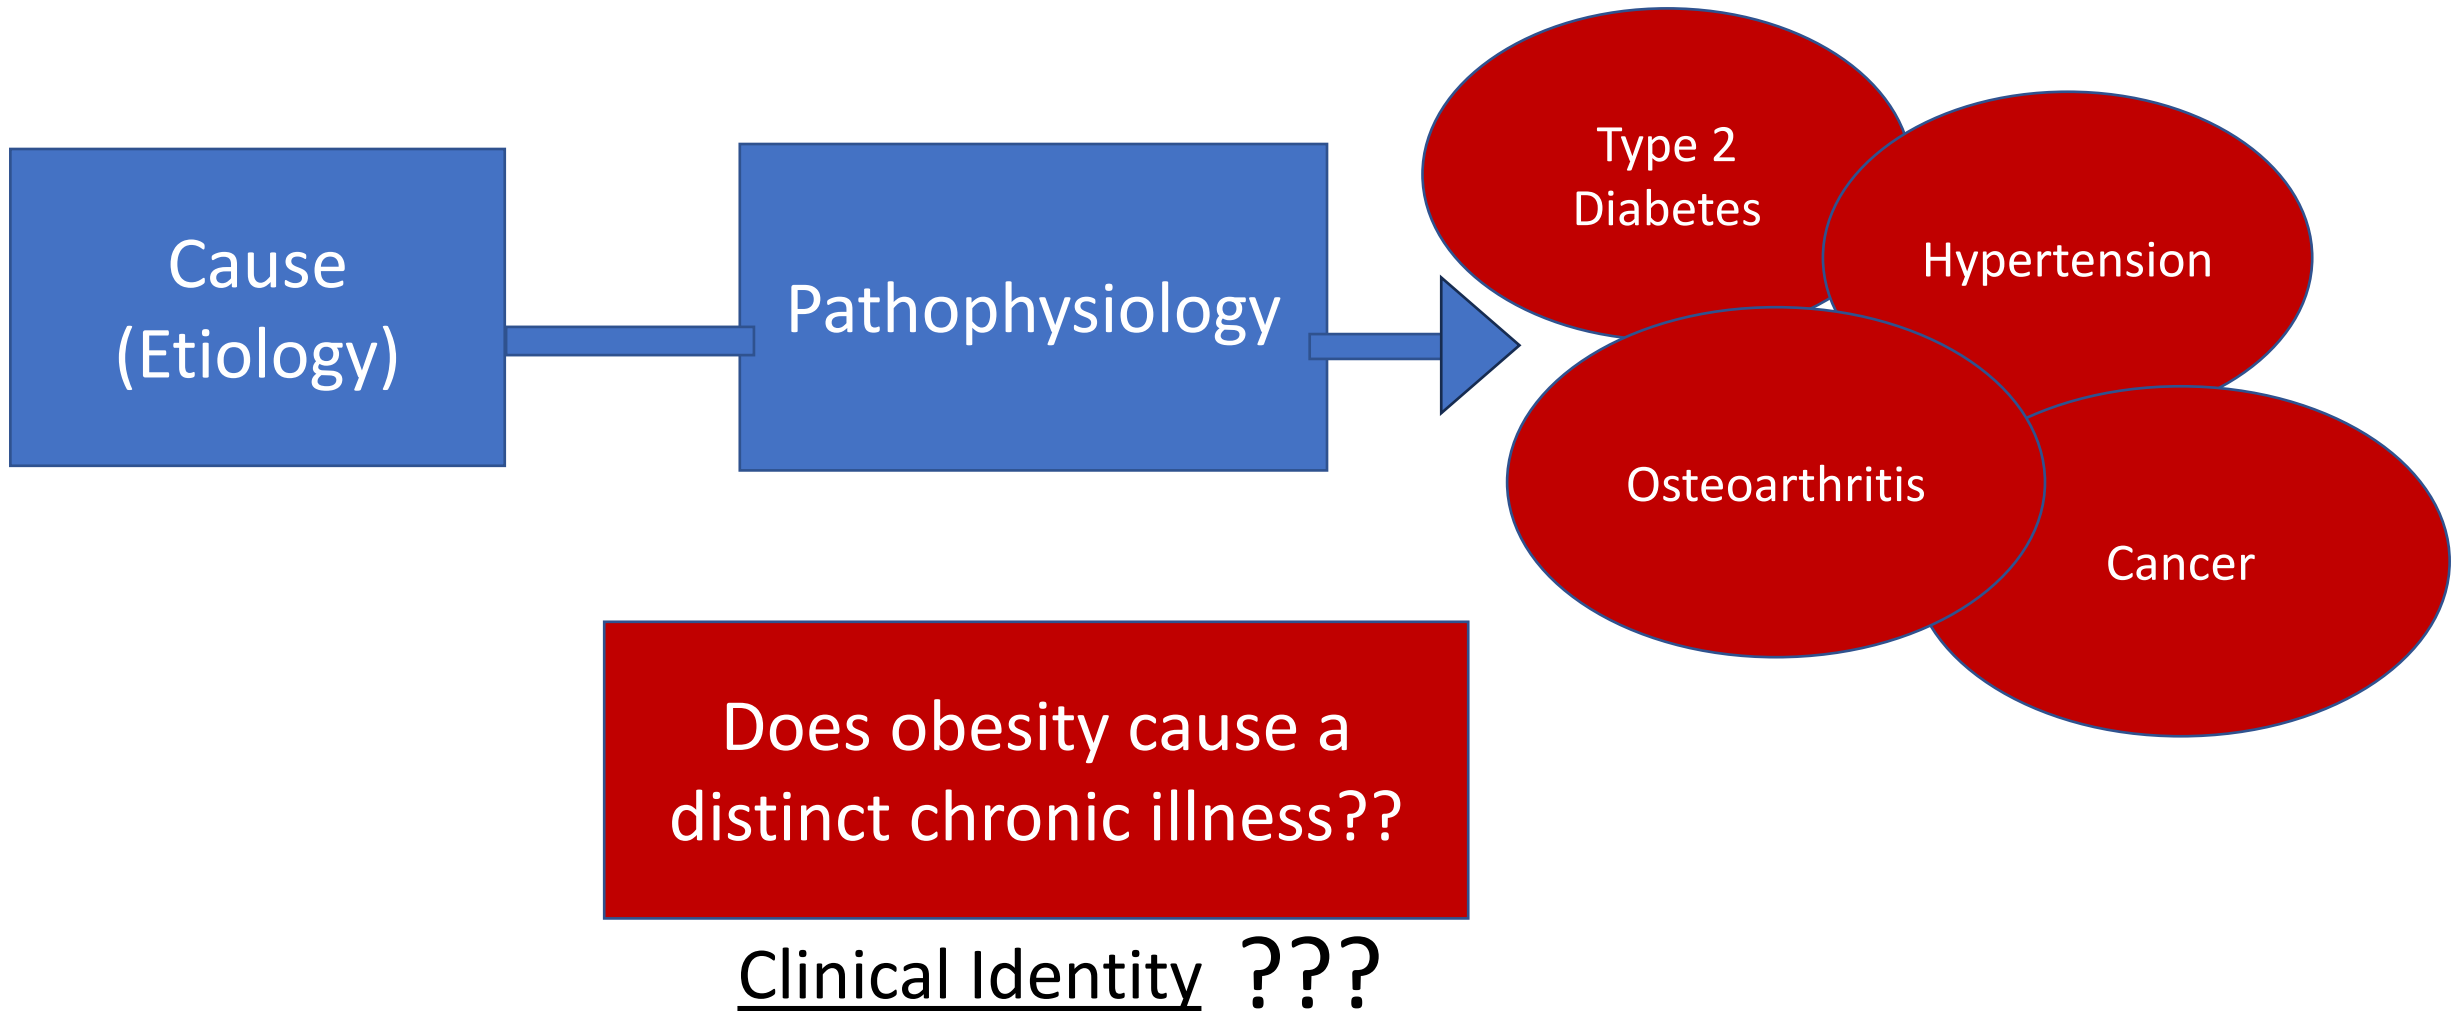 Cause
(Etiology)
Pathophysiology
Type 2
Diabetes
Hypertension
Osteoarthritis
Cancer
Does obesity cause a
distinct chronic illness??
Clinical Identity ???